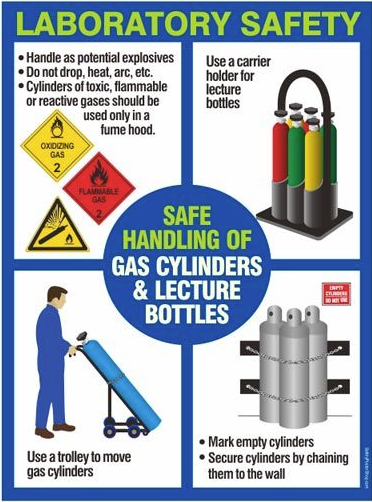 LABORATORY SAFETY
• Handle as potential explosives
• Do not drop, heat, arc, etc.
• Cylinders of toxic, flammable
or reactive gases should be
used only in a
fume hood.
OXIDIZING
GAS
2
FLAMMABLE
GAS
2
Use a carrier
holder for
lecture
bottles
SAFE
HANDLING OF
GAS CYLINDERS
& LECTURE
BOTTLES
Use a trolley to move
gas cylinders
EMPTY
CYLINDERS
DO NOT USE
• Mark empty cylinders
• Secure cylinders by chaining
them to the wall